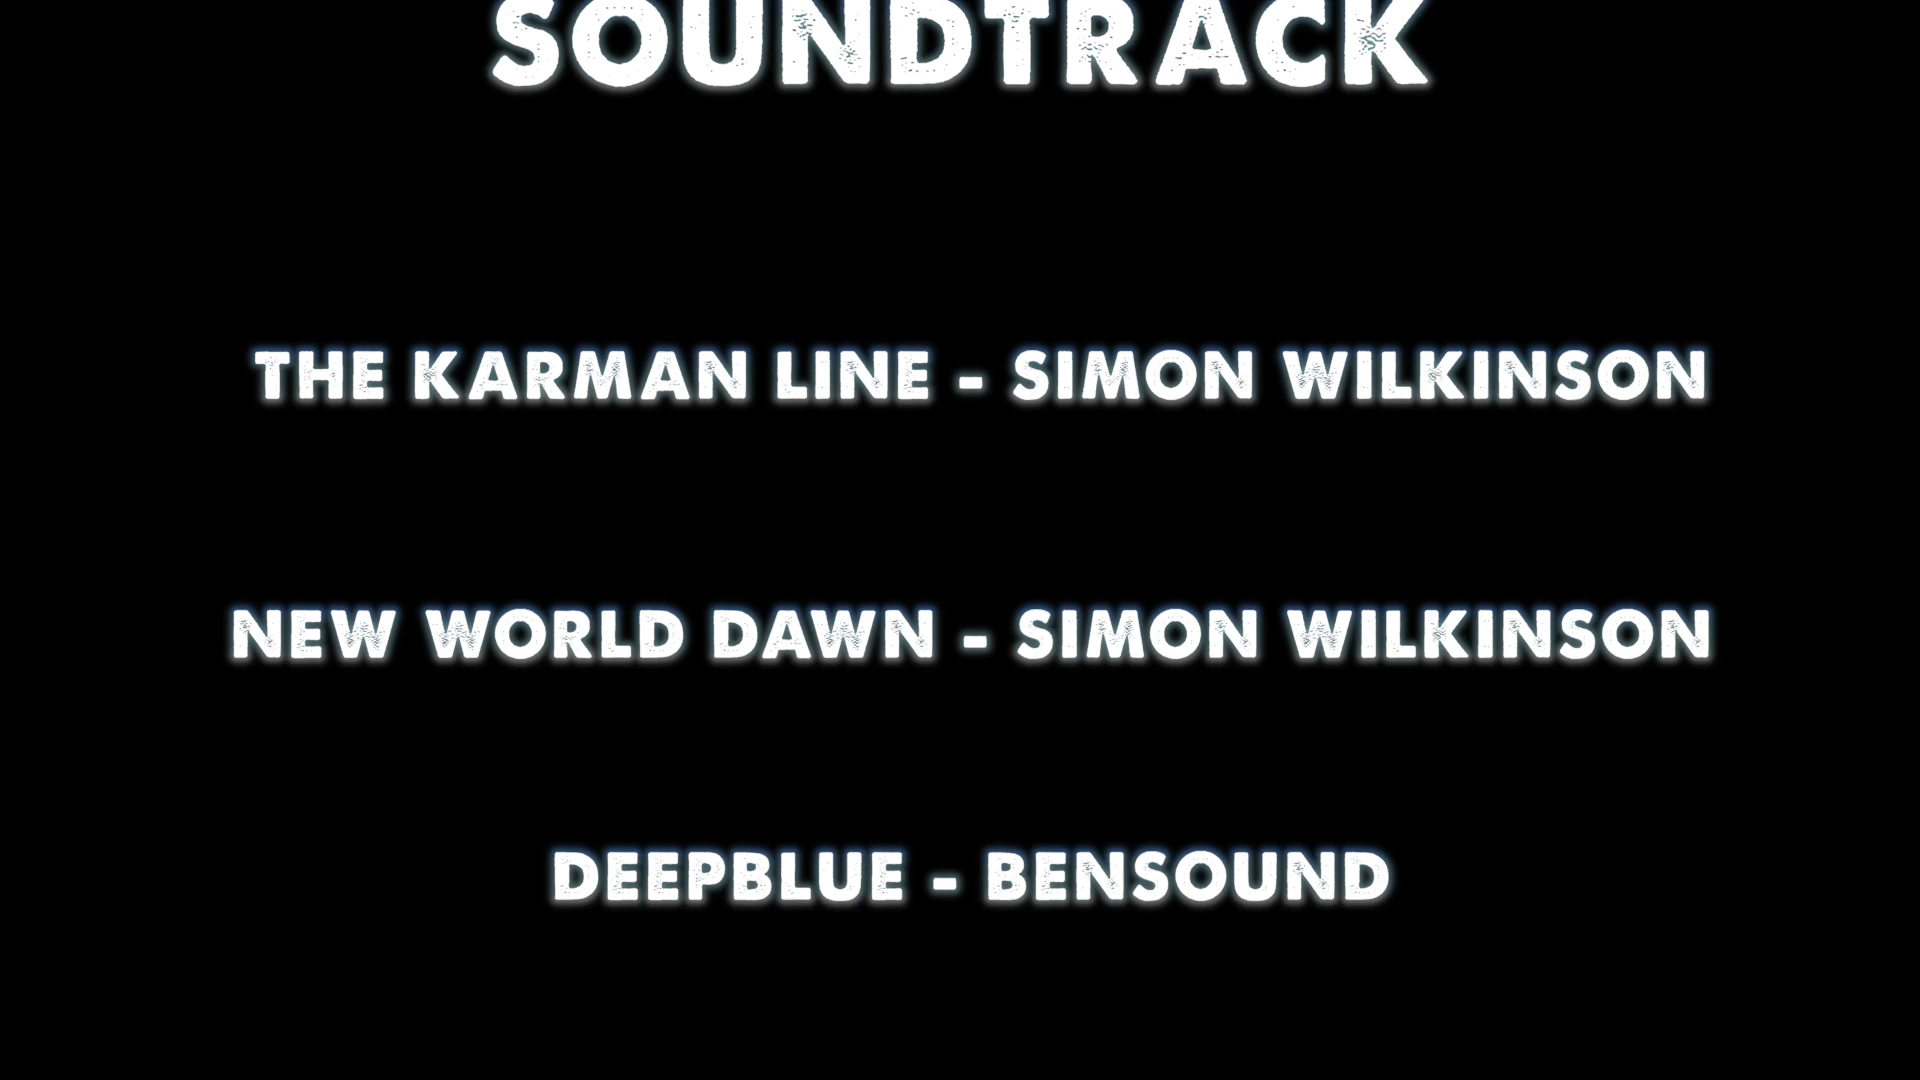 SOUNDTRACK
THE KARMAN LINE - SIMON WILKINSON
NEW WORLD DAWN - SIMON WILKINSON
DEEPBLUE - BENSOUND